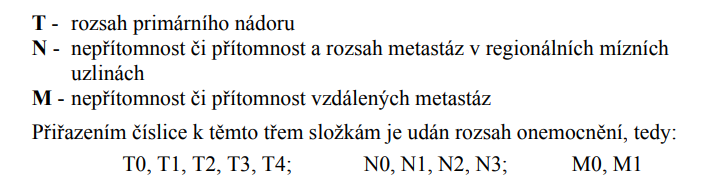 T - rozsah primárního nádoru
N - nepřítomnost či přítomnost a rozsah metastáz v regionálních mízních
uzlinách
M - nepřítomnost či přítomnost vzdálených metastáz
Přiřazením číslice k těmto třem složkám je udán rozsah onemocnění, tedy:
T0, T1, T2, T3, T4; N0, N1, N2, N3; M0, M1